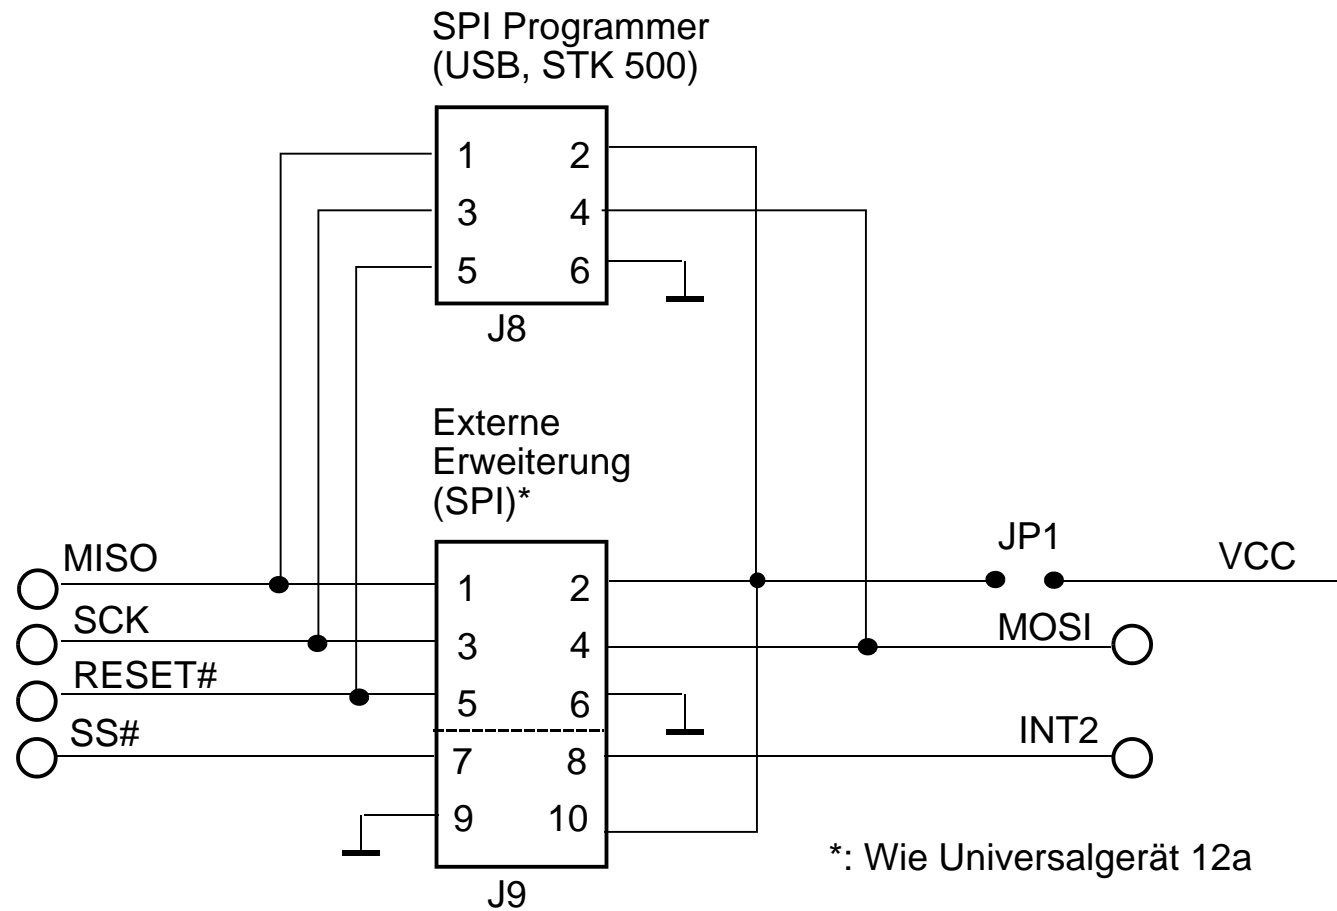 SPI Programmer
(USB, STK 500)
1 2
3 4
5 6
J8
Externe
Erweiterung
(SPI)*
JP1
VCC
MISO
1 2
SCK
MOSI
3 4
RESET#
5 6
SS#
INT2
7 8
9 10
*: Wie Universalgerät 12a
J9